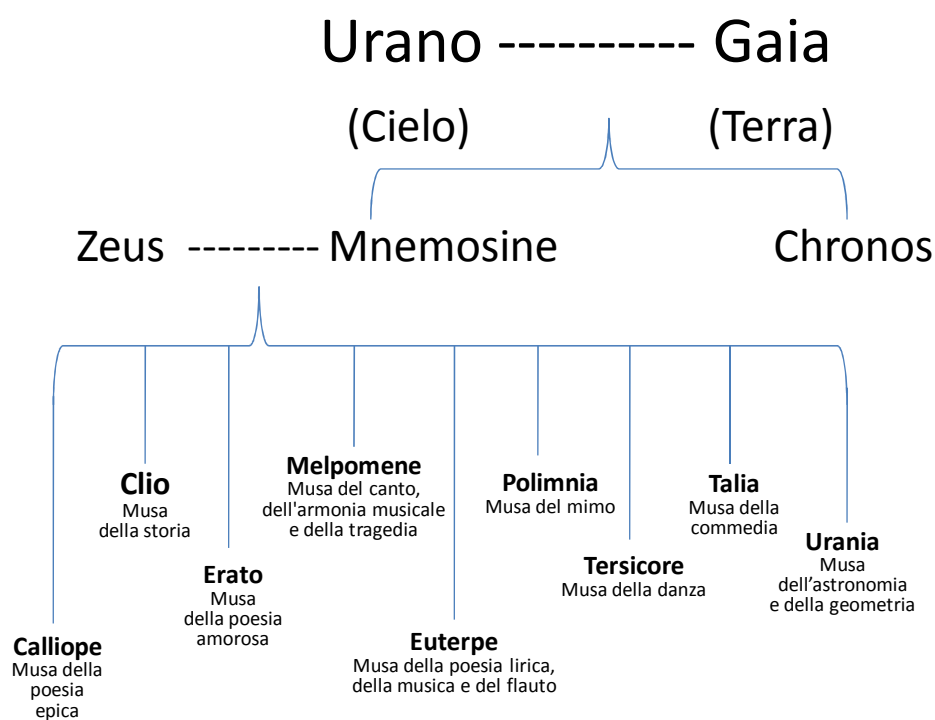 Urano ---------- Gaia
(Cielo) (Terra)
Zeus --------- Mnemosine Chronos
Calliope
Musa della
poesia
epica
Clio
Musa
della storia
Erato
Musa
della poesia
amorosa
Melpomene
Musa del canto,
dell'armonia musicale
e della tragedia
Euterpe
Musa della poesia lirica,
della musica e del flauto
Polimnia
Musa del mimo
Tersicore
Musa della danza
Talia
Musa della
commedia
Urania
Musa
dell’astronomia
e della geometria